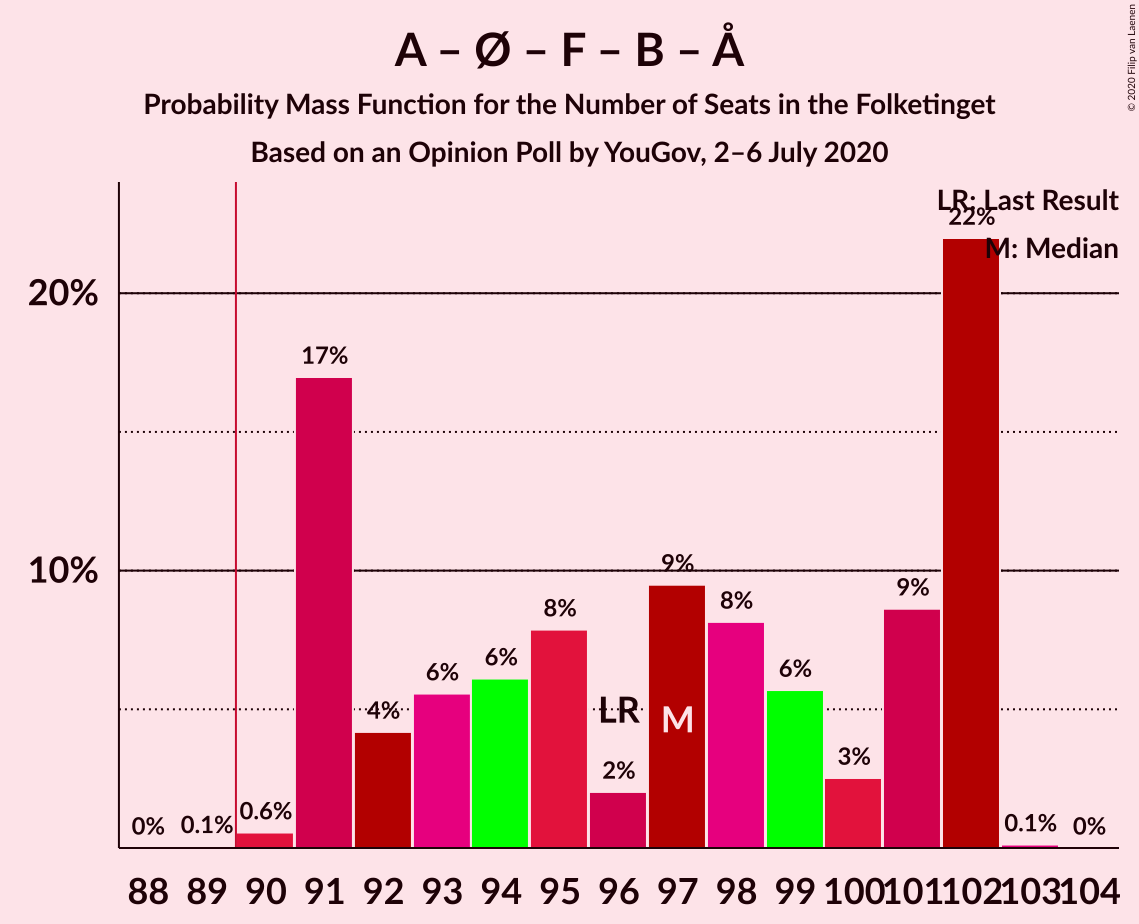 A – Ø – F – B – Å
Probability Mass Function for the Number of Seats in the Folketinget
Based on an Opinion Poll by YouGov, 2–6 July 2020
© 2020 Filip van Laenen
LR: Last Result
M: Median
20%
10%
0%
0.1%
0.6%
17%
4%
6%
6%
8%
2%
9%
8%
6%
3%
9%
22%
0.1%
0%
LR
M
88 89 90 91 92 93 94 95 96 97 98 99 100 101 102 103 104